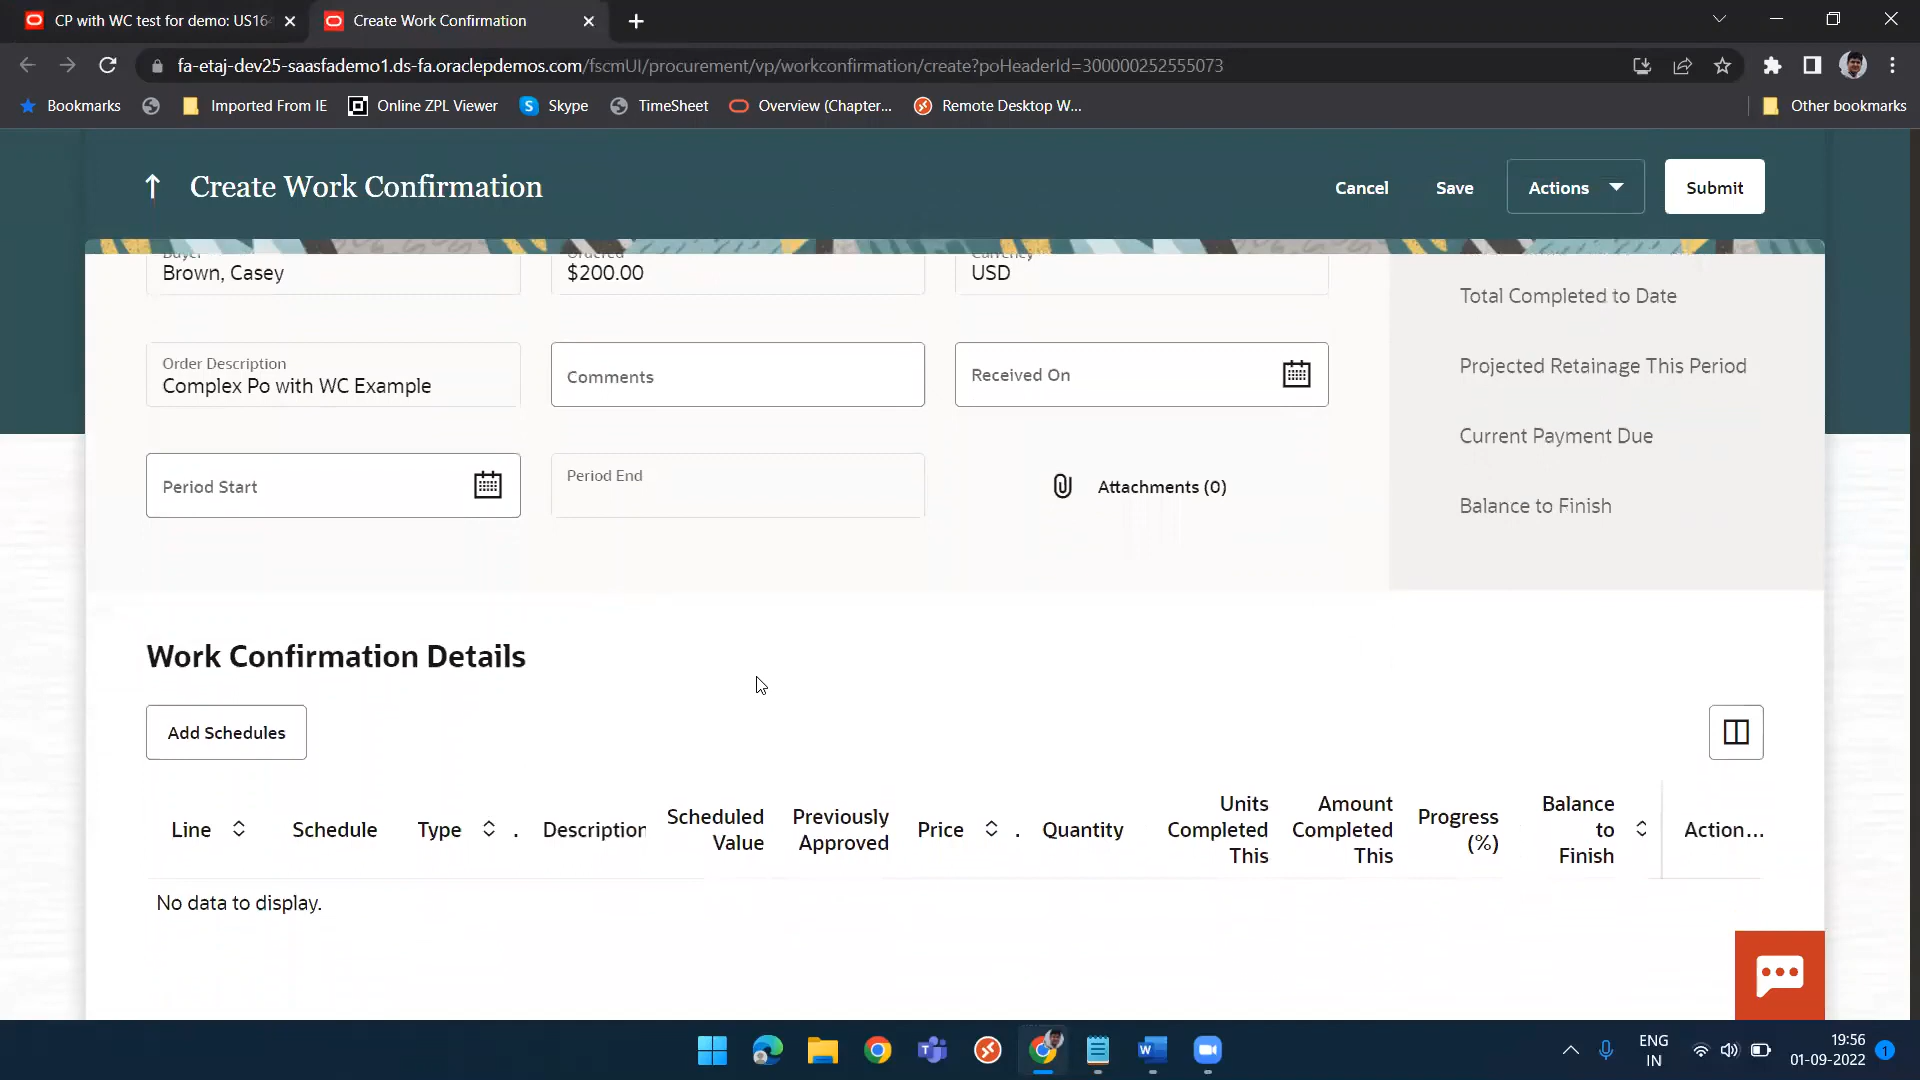 CP with WC test for demo: US164
Create Work Confirmation
fa-etaj-dev25-saasfademo1.ds-fa.oraclepdemos.com/fscmUI/procurement/vp/workconfirmation/create?poHeaderId=300000252555073
Bookmarks
Imported From IE
Online ZPL Viewer
Skype
TimeSheet
Overview (Chapter...
Remote Desktop W...
Other bookmarks
Create Work Confirmation
Cancel
Save
Actions
Submit
Buyer
Brown, Casey
Ordered
$200.00
Currency
USD
Total Completed to Date
Order Description
Complex Po with WC Example
Comments
Received On
Projected Retainage This Period
Current Payment Due
Period Start
Period End
Attachments (0)
Balance to Finish
Work Confirmation Details
Add Schedules
Line
Schedule
Type
.
Description
Scheduled
Value
Previously
Approved
Price
.
Quantity
Units
Completed
This
Amount
Completed
This
Progress
(%)
Balance
to
Finish
Action...
No data to display.
ENG
IN
19:56
01-09-2022
1